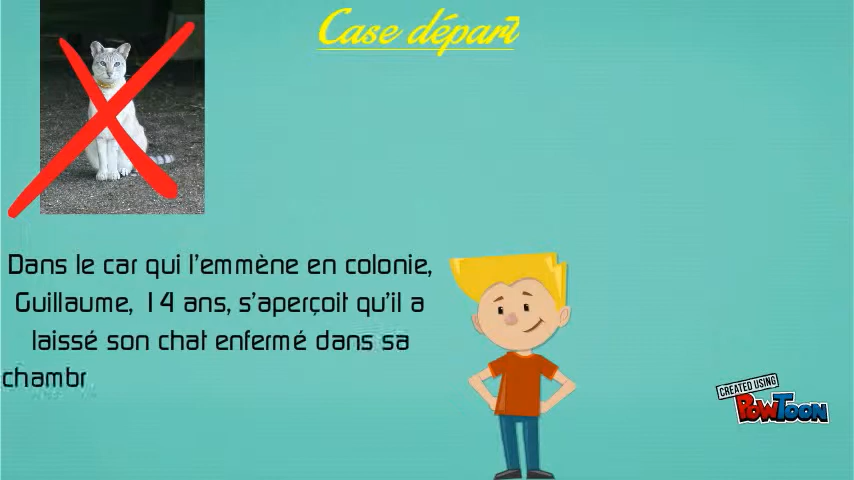 Case départ
Dans le car qui l'emmène en colonie,
Guillaume, 14 ans, s'aperçoit qu'il a
laissé son chat enfermé dans sa
chambr
CREATED USING
POWTOON